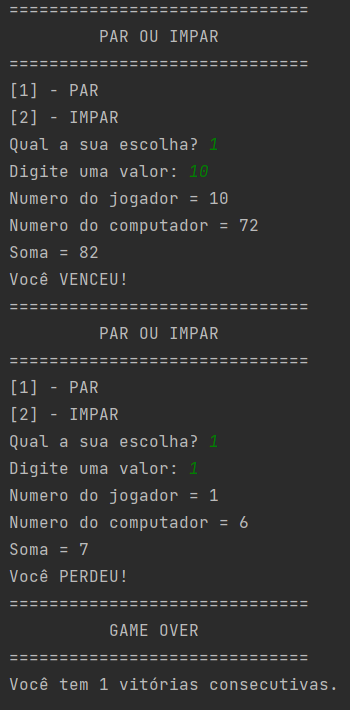 ==============================
PAR OU IMPAR
==============================
[1] - PAR
[2] - IMPAR
Qual a sua escolha? 1
Digite uma valor: 10
Numero do jogador = 10
Numero do computador = 72
Soma = 82
Você VENCEU!
==============================
PAR OU IMPAR
==============================
[1] - PAR
[2] - IMPAR
Qual a sua escolha? 1
Digite uma valor: 1
Numero do jogador = 1
Numero do computador = 6
Soma = 7
Você PERDEU!
==============================
GAME OVER
==============================
Você tem 1 vitórias consecutivas.